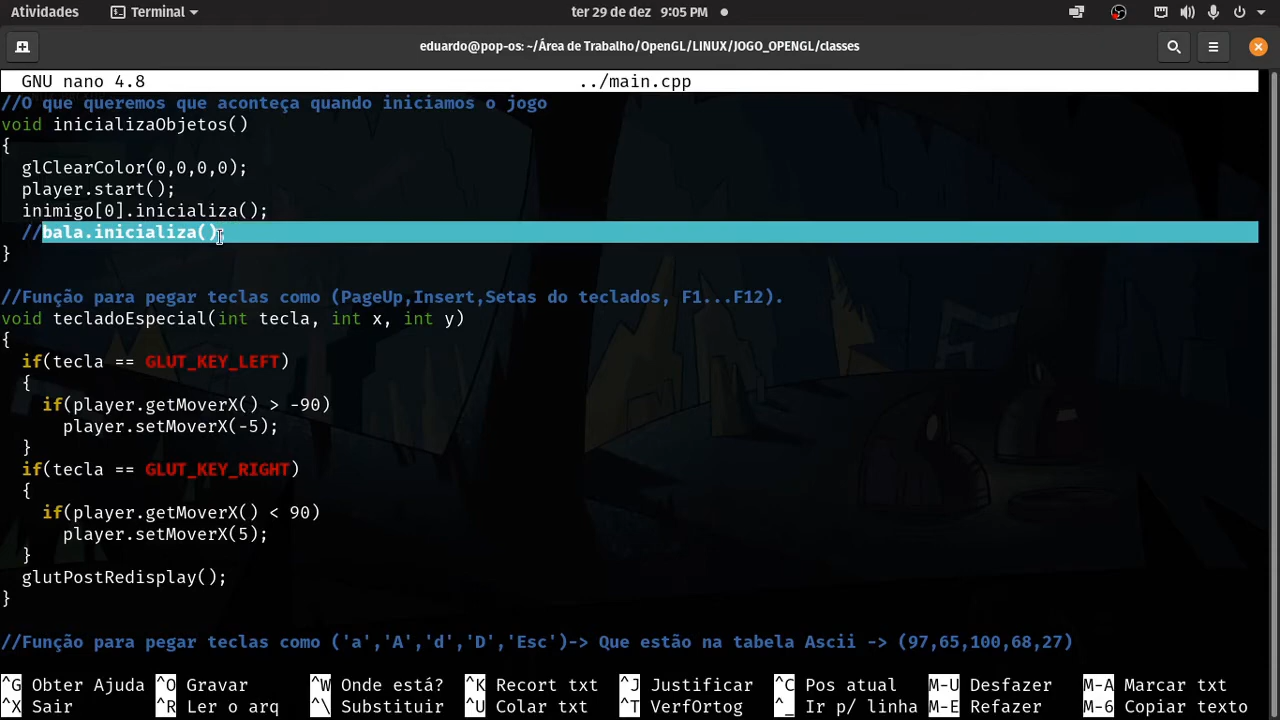 Atividades Terminal ter 29 de dez 9:05 PM
eduardo@pop-os: ~/Área de Trabalho/OpenGL/LINUX/JOGO_OPENGL/classes
GNU nano 4.8 ../main.cpp
//O que queremos que aconteça quando iniciamos o jogo
void inicializaObjetos()
{
glClearColor(0,0,0,0);
player.start();
inimigo[0].inicializa();
//bala.inicializa();
}
//Função para pegar teclas como (PageUp,Insert,Setas do teclados, F1...F12).
void tecladoEspecial(int tecla, int x, int y)
{
if(tecla == GLUT_KEY_LEFT)
{
if(player.getMoverX() > -90)
player.setMoverX(-5);
}
if(tecla == GLUT_KEY_RIGHT)
{
if(player.getMoverX() < 90)
player.setMoverX(5);
}
glutPostRedisplay();
}
//Função para pegar teclas como ('a','A','d','D','Esc')-> Que estão na tabela Ascii -> (97,65,100,68,27)
^G Obter Ajuda ^O Gravar ^W Onde está? ^K Recort txt ^J Justificar ^C Pos atual M-U Desfazer M-A Marcar txt
^X Sair ^R Ler o arq ^\ Substituir ^U Colar txt ^T VerfOrtog ^_ Ir p/ linha M-E Refazer M-6 Copiar texto